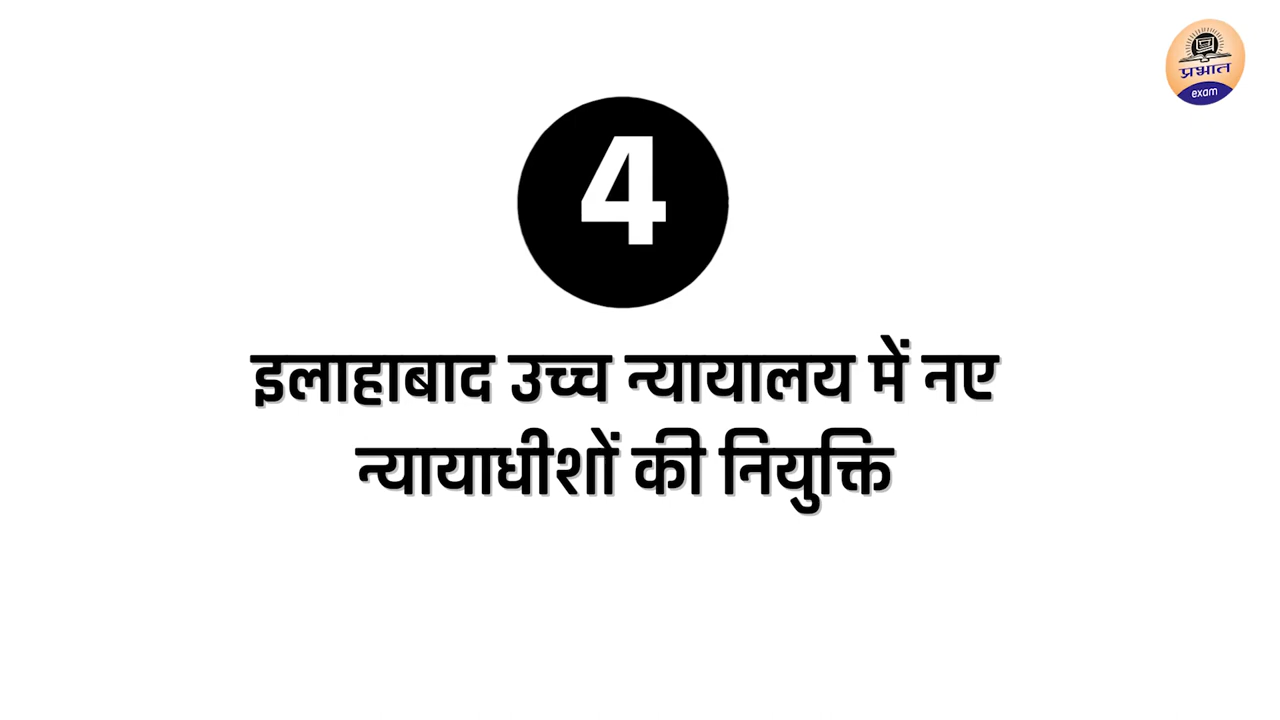 प्रभात
exam
4
इलाहाबाद उच्च न्यायालय में नए
न्यायाधीशों की नियुक्ति